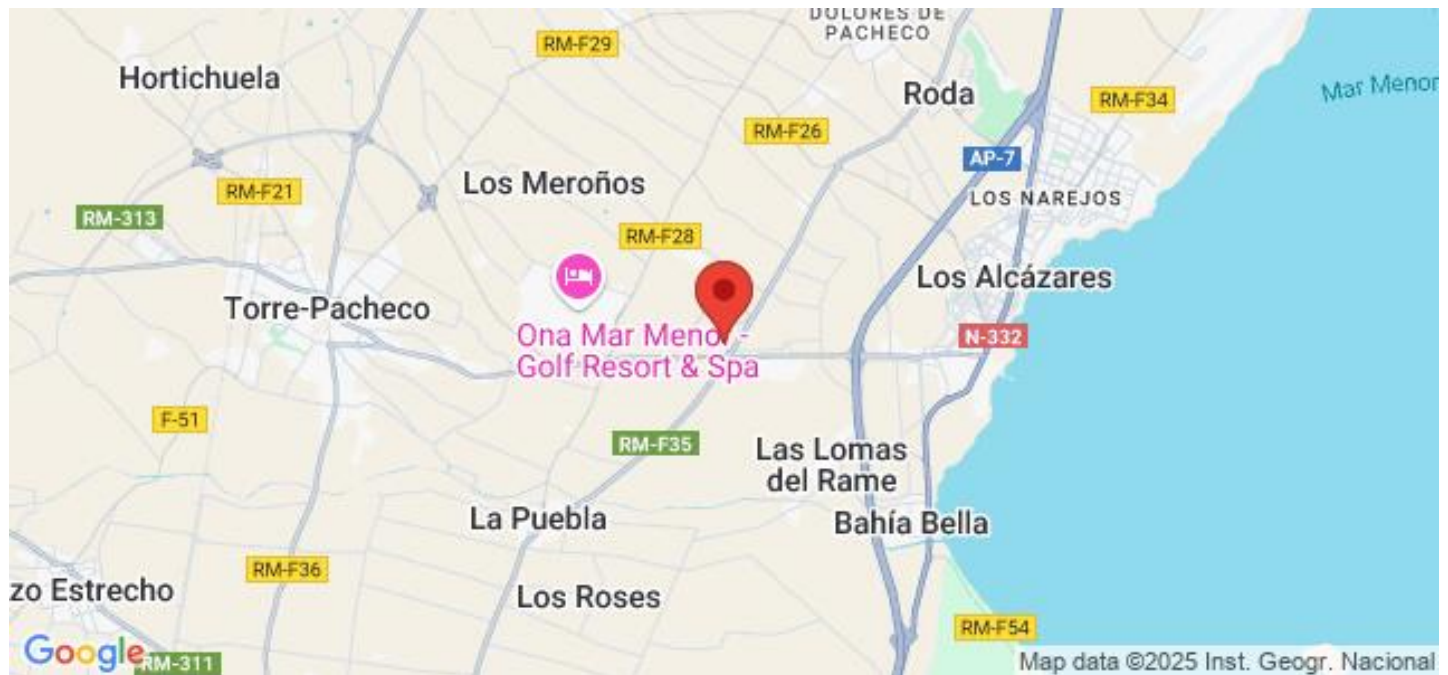 DOLORES DE
PACHECO
RM-F29
Hortichuela
Mar Menor
Roda
RM-F34
RM-F26
AP-7
RM-F21
Los Meroños
LOS NAREJOS
RM-313
RM-F28
Los Alcázares
Torre-Pacheco
Ona Mar Menor -
Golf Resort & Spa
N-332
F-51
RM-F35
Las Lomas
del Rame
La Puebla
Bahía Bella
RM-F36
zo Estrecho
Los Roses
RM-F54
Google
RM-311
Map data ©2025 Inst. Geogr. Nacional